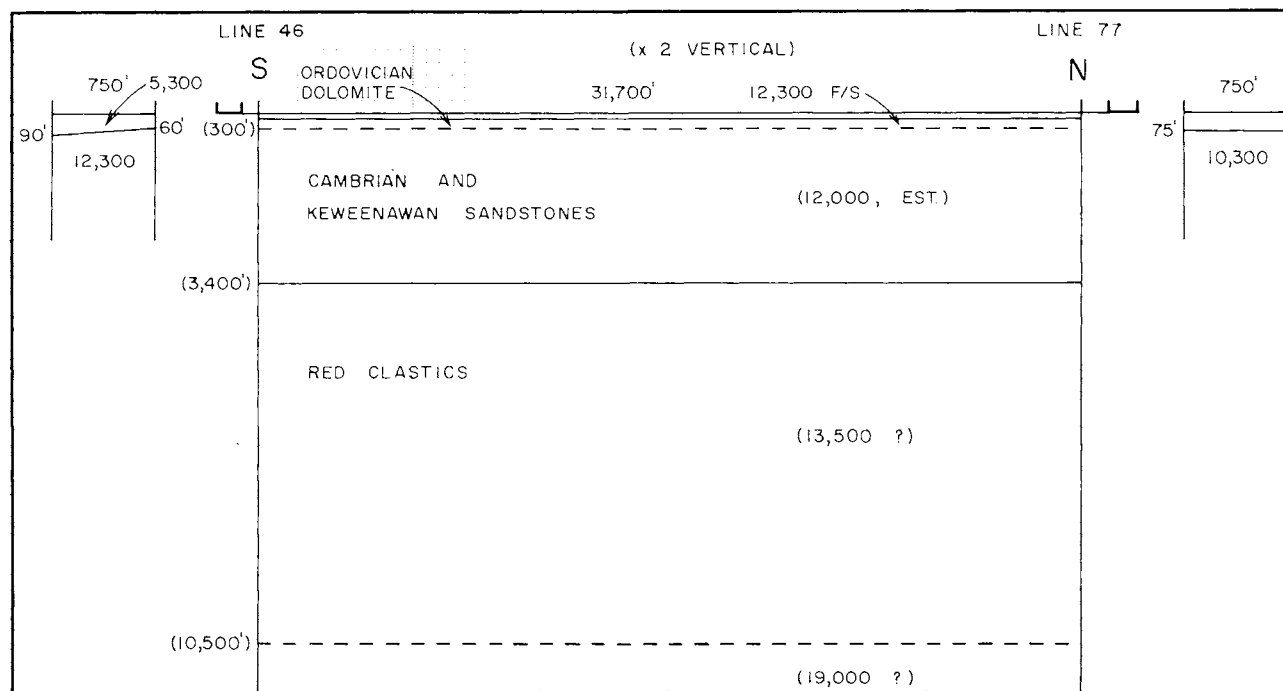 LINE 46
LINE 77
(x 2 VERTICAL)
S
N
ORDOVICIAN
DOLOMITE
750' 5,300
31,700' 12,300 F/S
750'
90'
60'
(300')
75'
12,300
10,300
CAMBRIAN AND
KEWEENAWAN SANDSTONES
(12,000, EST.)
(3,400')
RED CLASTICS
(13,500 ?)
(10,500')
(19,000 ?)